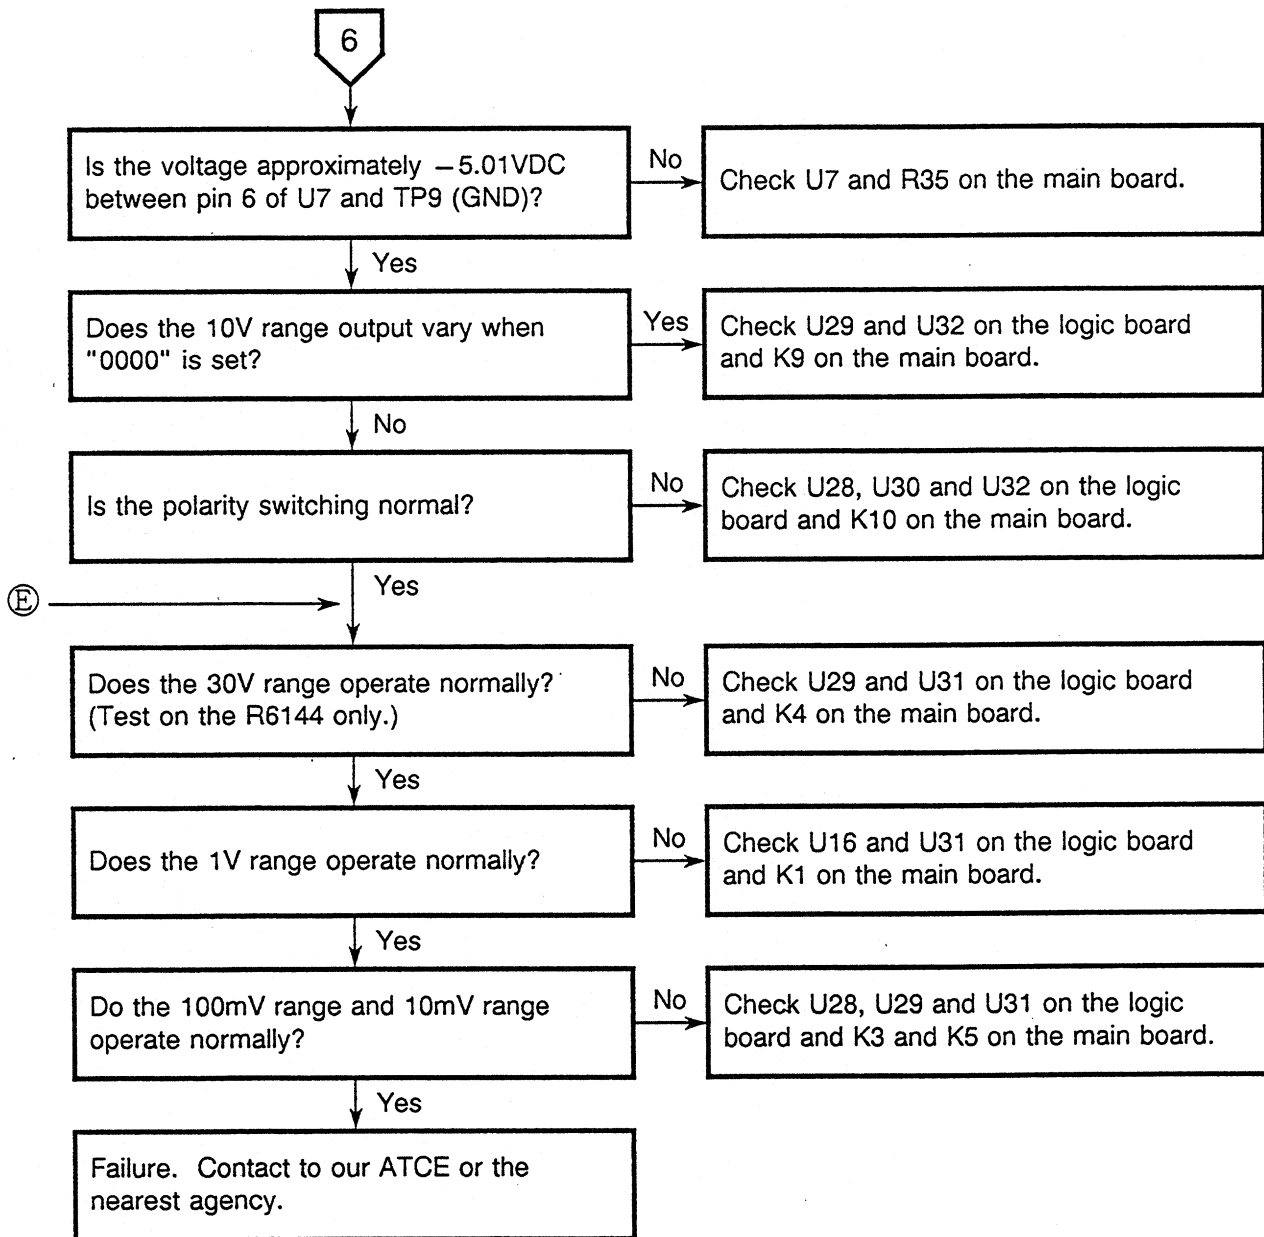 6
Is the voltage approximately −5.01VDC
between pin 6 of U7 and TP9 (GND)?
No
Check U7 and R35 on the main board.
Yes
Does the 10V range output vary when
"0000" is set?
Yes
Check U29 and U32 on the logic board
and K9 on the main board.
No
Is the polarity switching normal?
No
Check U28, U30 and U32 on the logic
board and K10 on the main board.
Yes
Ⓔ
Does the 30V range operate normally?
(Test on the R6144 only.)
No
Check U29 and U31 on the logic board
and K4 on the main board.
Yes
Does the 1V range operate normally?
No
Check U16 and U31 on the logic board
and K1 on the main board.
Yes
Do the 100mV range and 10mV range
operate normally?
No
Check U28, U29 and U31 on the logic
board and K3 and K5 on the main board.
Yes
Failure. Contact to our ATCE or the
nearest agency.